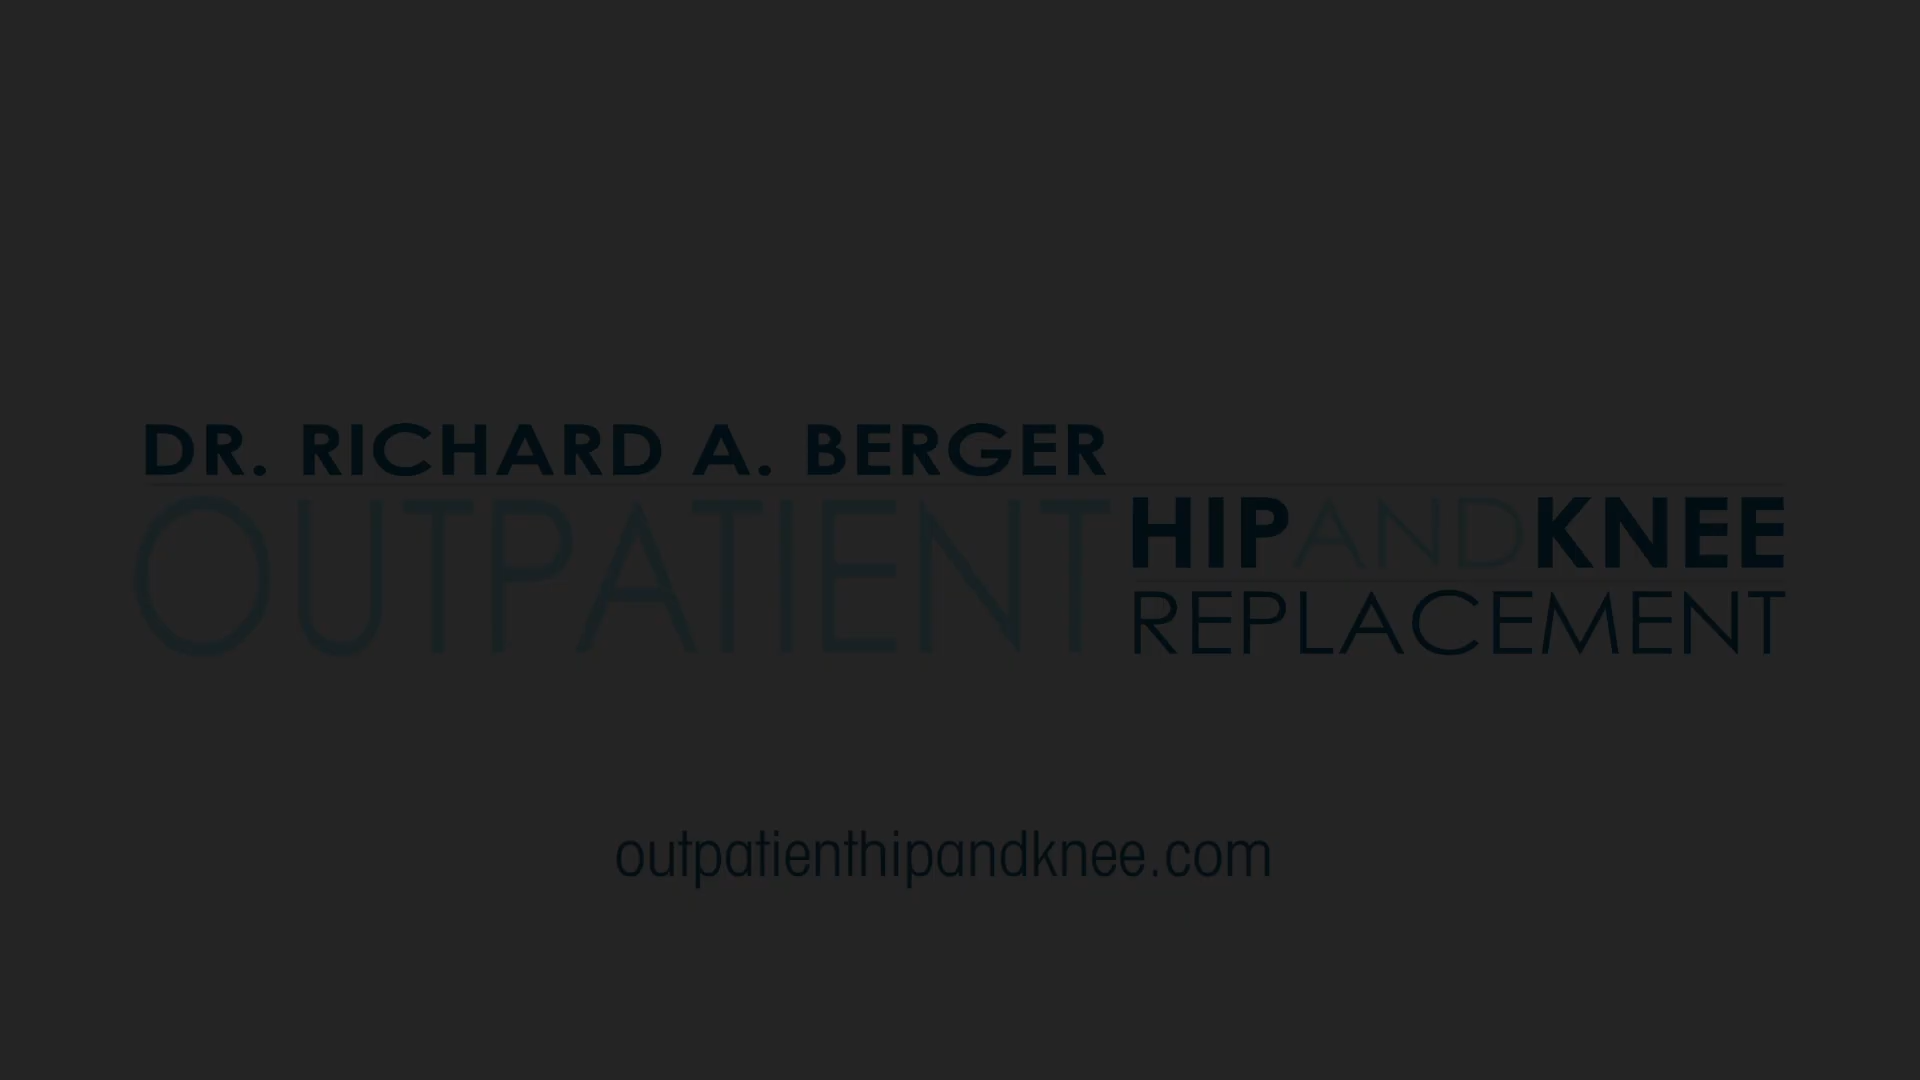 DR. RICHARD A. BERGER
OUTPATIENT HIPANDKNEE
REPLACEMENT
outpatienthipandknee.com